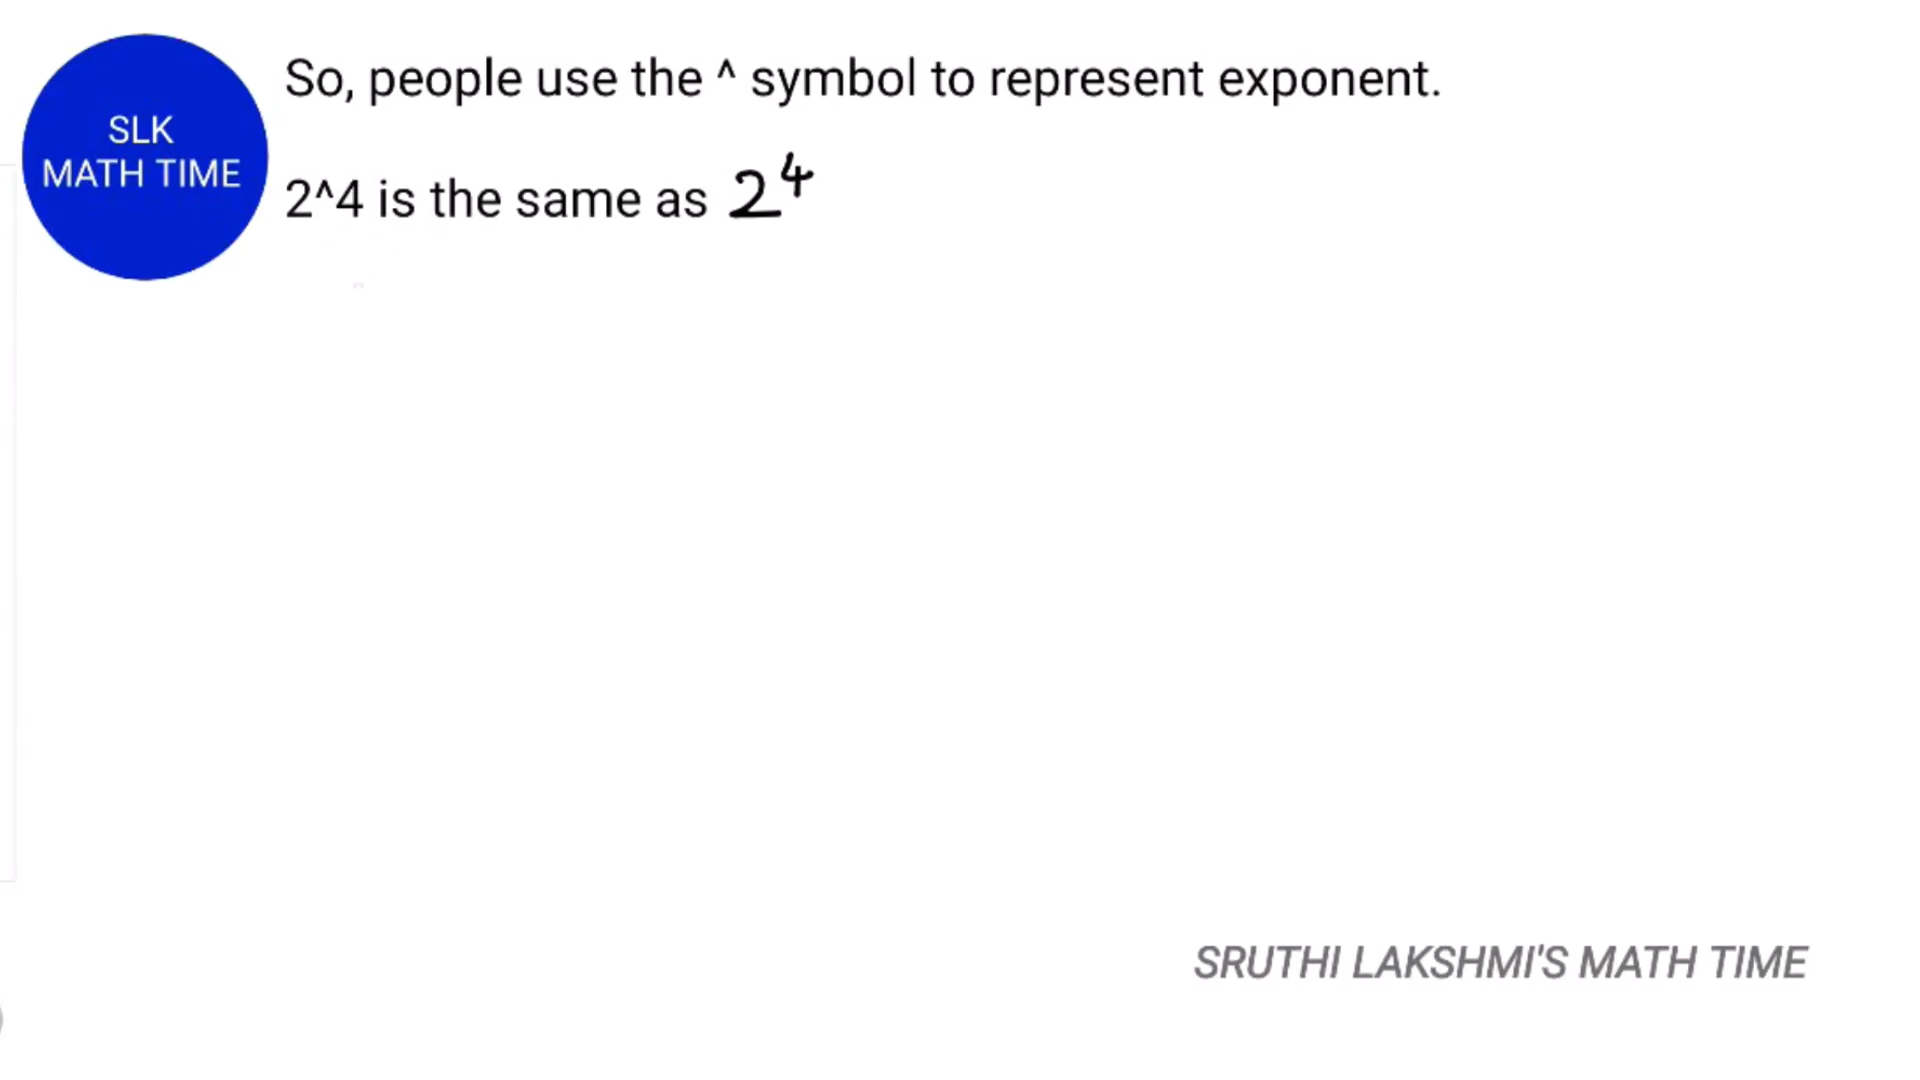 SLK
MATH TIME
So, people use the ^ symbol to represent exponent.
2^4 is the same as 2⁴
SRUTHI LAKSHMI'S MATH TIME